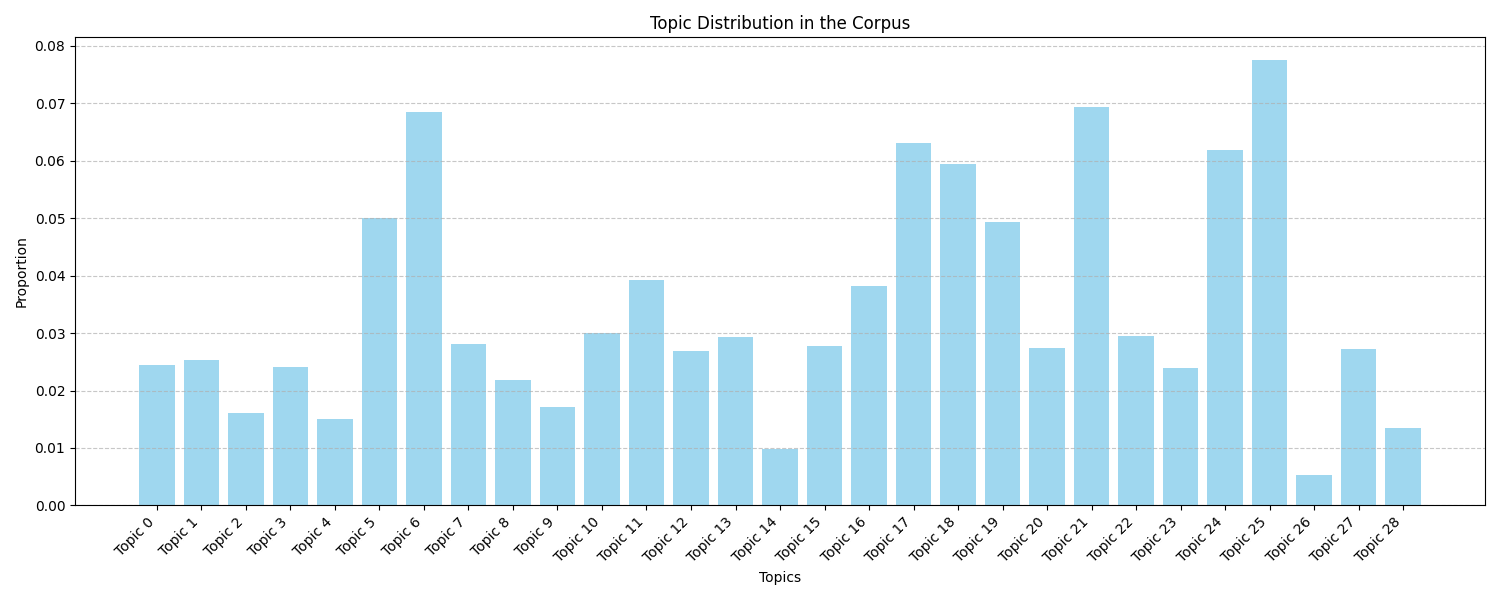 Topic Distribution in the Corpus
Proportion
0.08
0.07
0.06
0.05
0.04
0.03
0.02
0.01
0.00
Topic 0
Topic 1
Topic 2
Topic 3
Topic 4
Topic 5
Topic 6
Topic 7
Topic 8
Topic 9
Topic 10
Topic 11
Topic 12
Topic 13
Topic 14
Topic 15
Topic 16
Topic 17
Topic 18
Topic 19
Topic 20
Topic 21
Topic 22
Topic 23
Topic 24
Topic 25
Topic 26
Topic 27
Topic 28
Topics